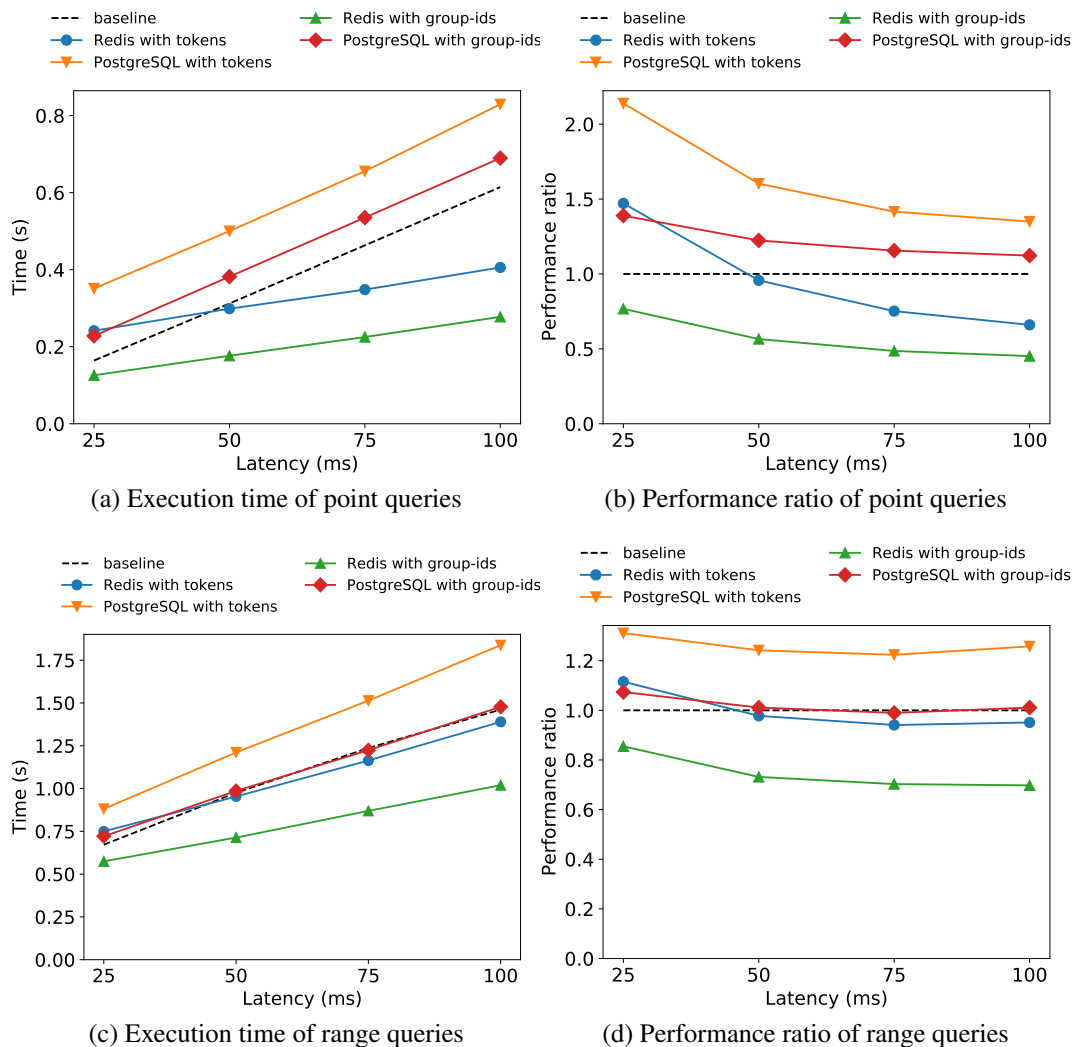 baseline
Redis with tokens
PostgreSQL with tokens
Redis with group-ids
PostgreSQL with group-ids
Time (s)
0.8
0.6
0.4
0.2
0.0
25 50 75 100
Latency (ms)
(a) Execution time of point queries
baseline
Redis with tokens
PostgreSQL with tokens
Redis with group-ids
PostgreSQL with group-ids
Performance ratio
2.0
1.5
1.0
0.5
0.0
25 50 75 100
Latency (ms)
(b) Performance ratio of point queries
baseline
Redis with tokens
PostgreSQL with tokens
Redis with group-ids
PostgreSQL with group-ids
Time (s)
1.75
1.50
1.25
1.00
0.75
0.50
0.25
0.00
25 50 75 100
Latency (ms)
(c) Execution time of range queries
baseline
Redis with tokens
PostgreSQL with tokens
Redis with group-ids
PostgreSQL with group-ids
Performance ratio
1.2
1.0
0.8
0.6
0.4
0.2
0.0
25 50 75 100
Latency (ms)
(d) Performance ratio of range queries